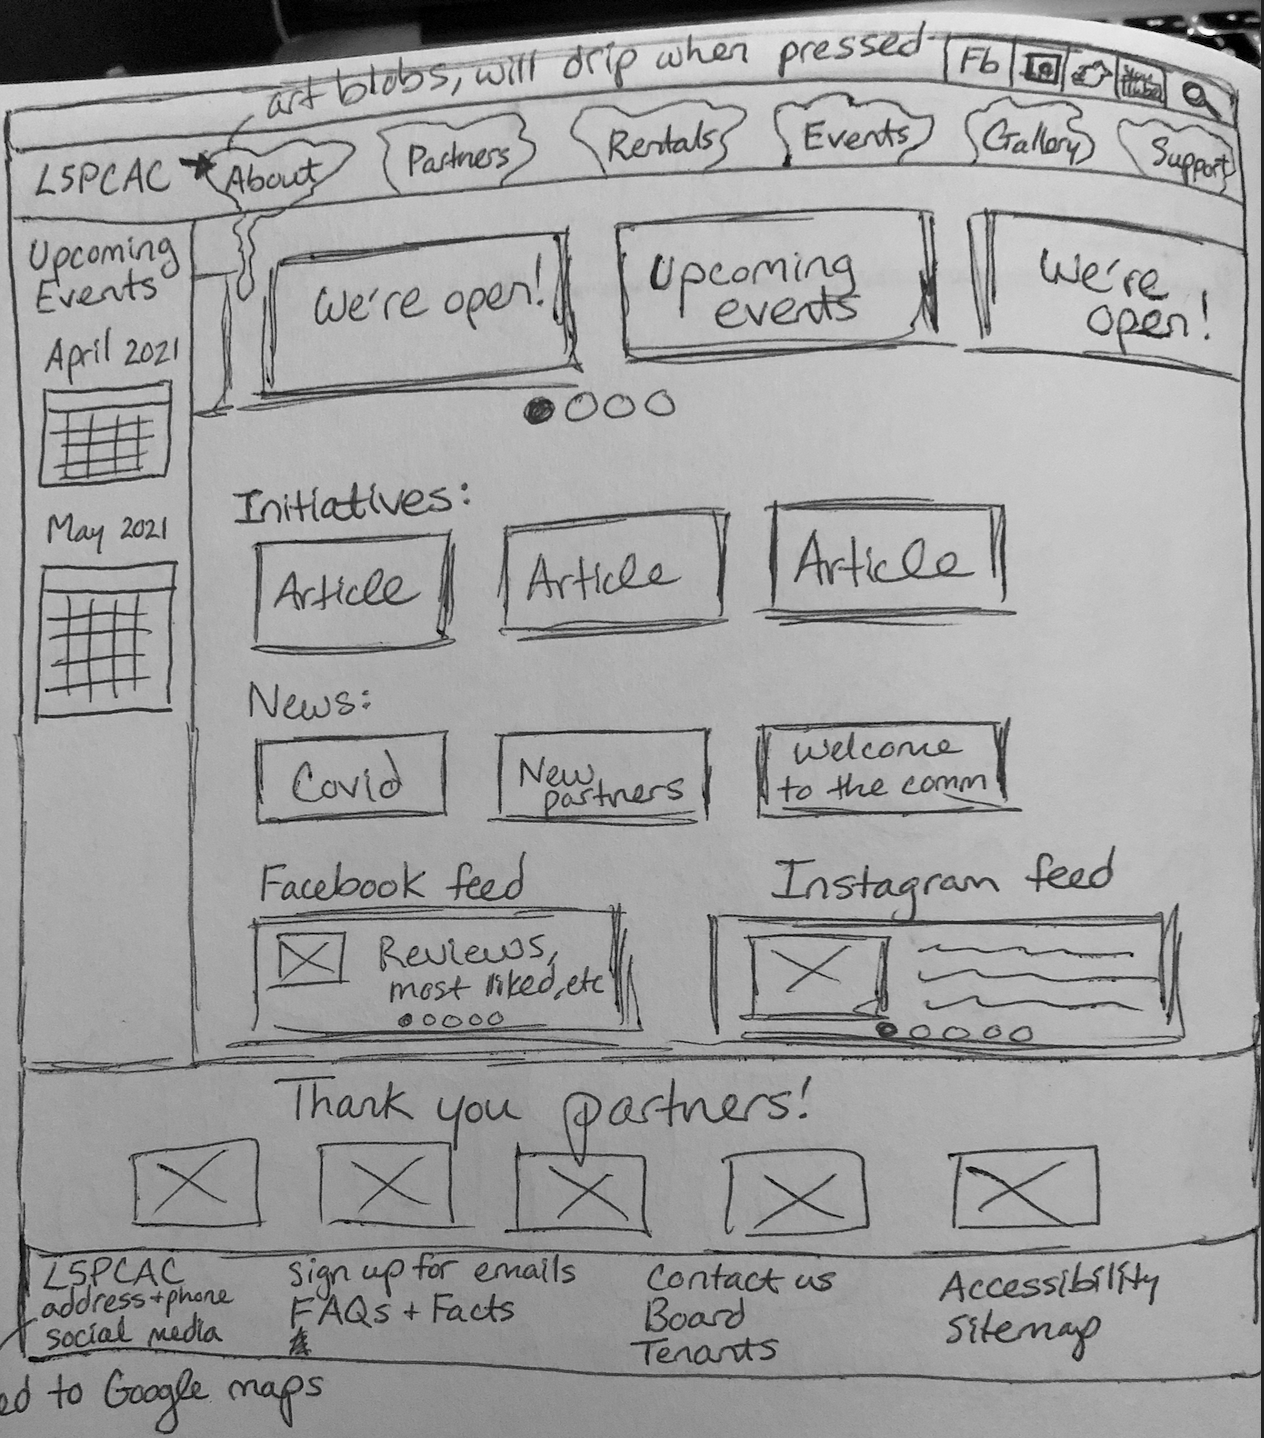 art blobs, will drip when pressed
Fb
You Tube
LSPCAC
About
Partners
Rentals
Events
Gallery
Support
Upcoming
Events
April 2021
May 2021
We're open!
Upcoming
events
We're
open!
Initiatives:
Article
Article
Article
News:
Covid
New
partners
Welcome
to the comm
Facebook feed
Reviews,
most liked, etc
Instagram feed
Thank you partners!
LSPCAC
address + phone
social media
Sign up for emails
FAQs + Facts
Contact us
Board
Tenants
Accessibility
Sitemap
ed to Google maps